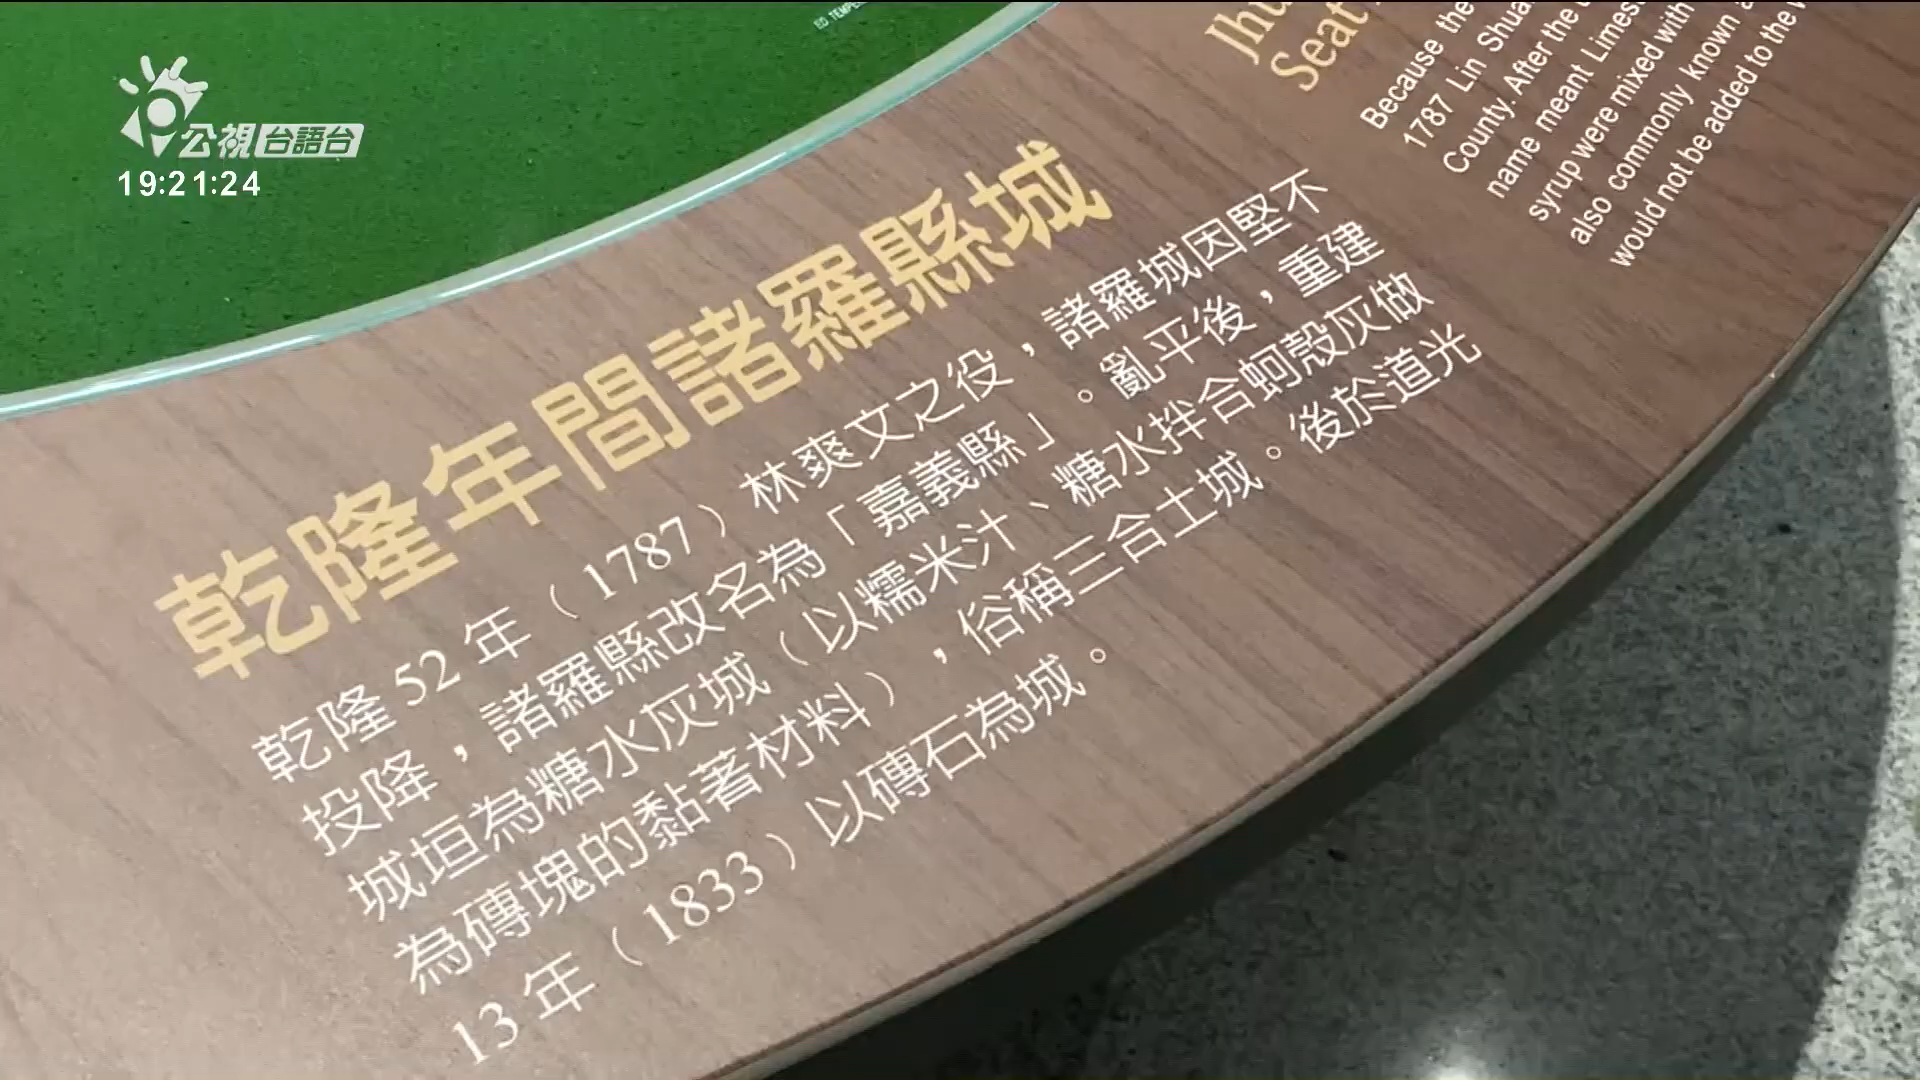 公視台語台
19:21:24
乾隆年間諸羅縣城
乾隆 52 年（1787）林爽文之役，諸羅城因堅不
投降，諸羅縣改名為「嘉義縣」。亂平後，重建
城垣為糖水灰城（以糯米汁、糖水拌合蚵殼灰做
為磚塊的黏著材料），俗稱三合土城。後於道光
13 年（1833）以磚石為城。
Seat
Because the
1787 Lin Shua
County. After the
name meant Limes
syrup were mixed with
also commonly known
would not be added to the